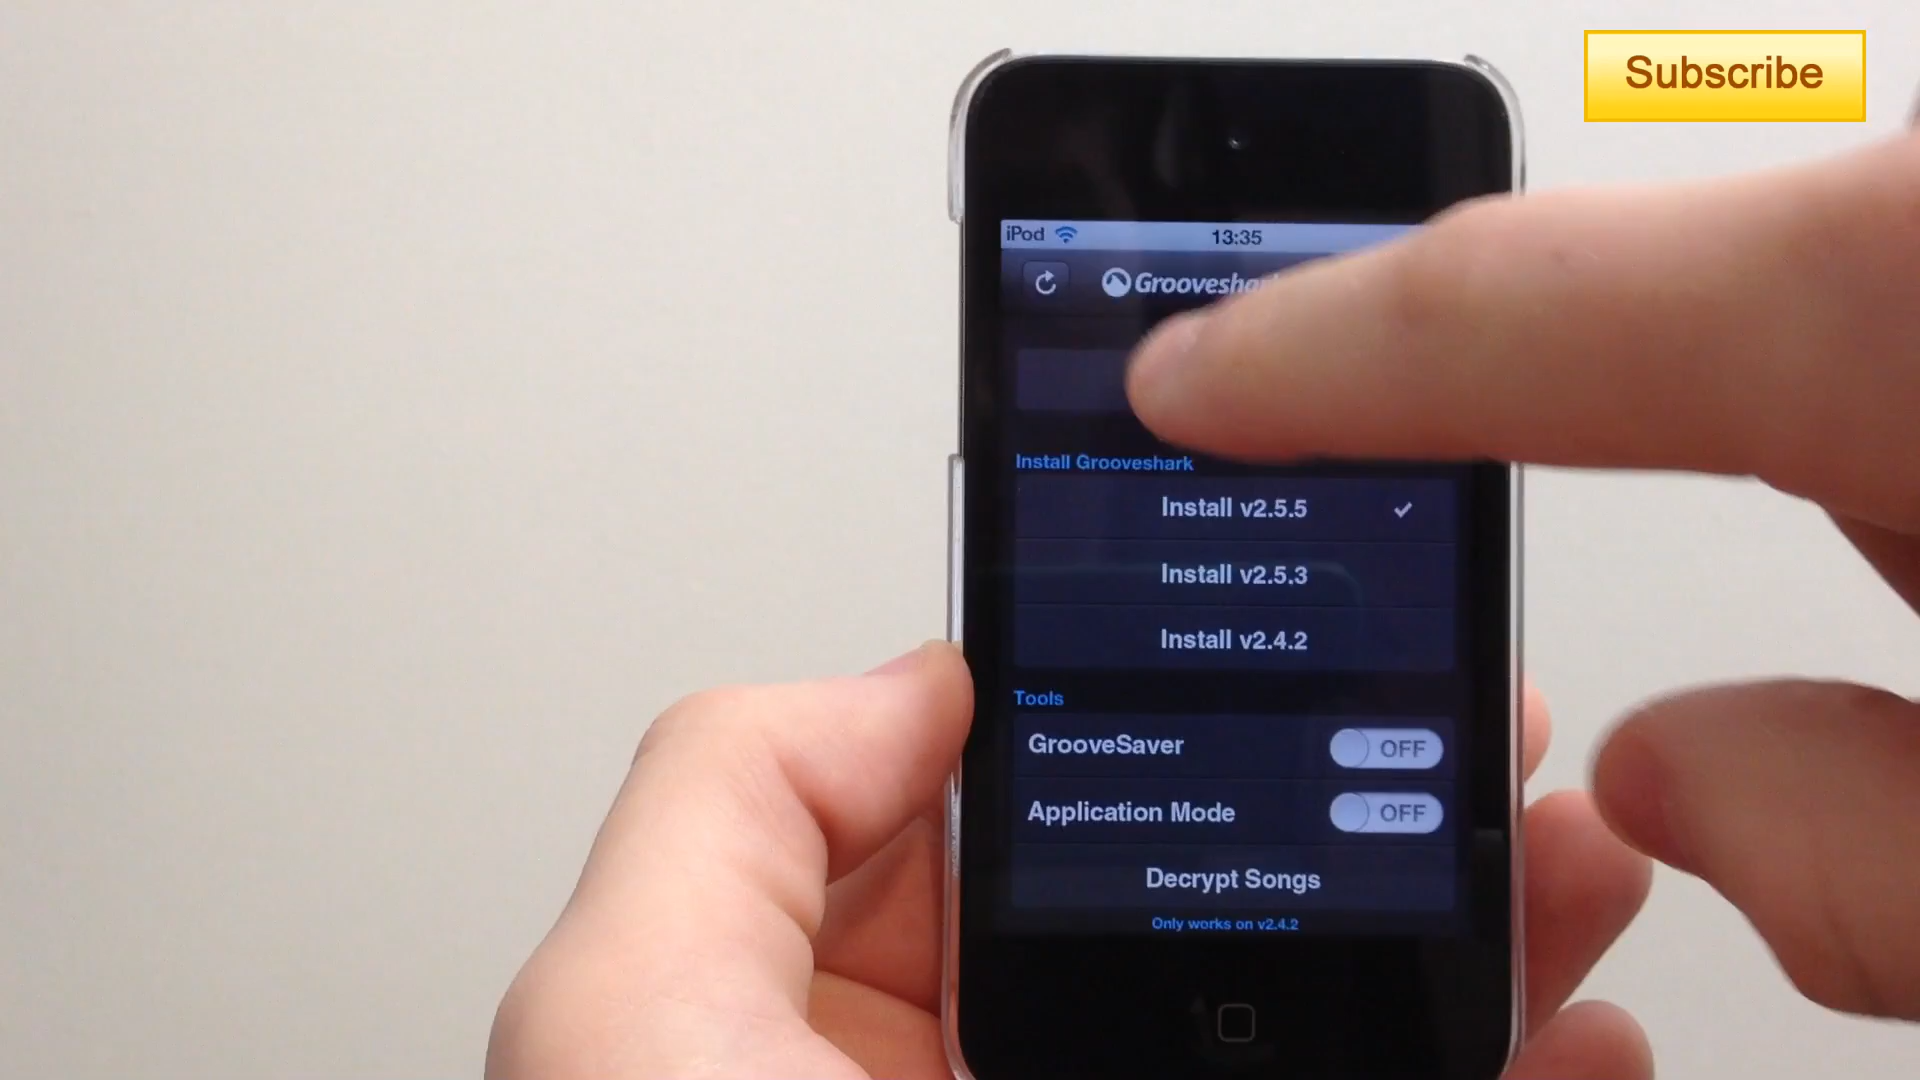 Subscribe
iPod 13:35
Install Grooveshark
Install v2.5.5
Install v2.5.3
Install v2.4.2
Tools
GrooveSaver OFF
Application Mode OFF
Decrypt Songs
Only works on v2.4.2